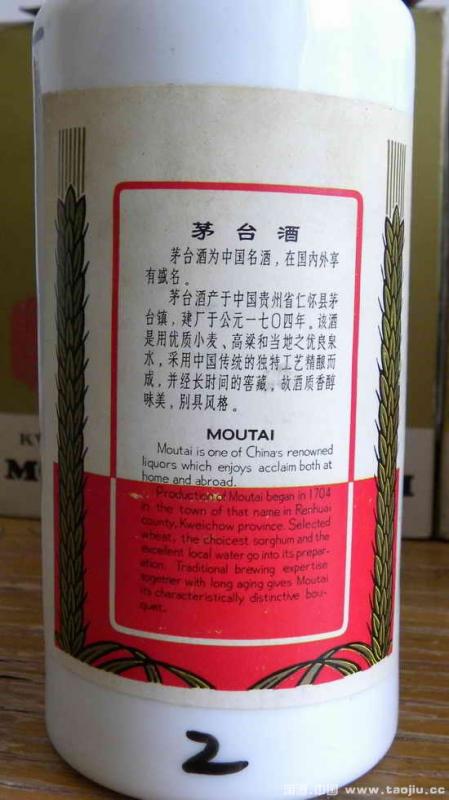 茅台酒
茅台酒为中国名酒，在国内外享
有盛名。
茅台酒产于中国贵州省仁怀县茅
台镇，建厂于公元一七〇四年。该酒
是用优质小麦、高粱和当地之优良泉
水，采用中国传统的独特工艺精酿而
成，并经长时间的窖藏，故酒质香醇
味美，别具风格。
MOUTAI
Moutai is one of China's renowned
liquors which enjoys acclaim both at
home and abroad.
Production of Moutai began in 1704
in the town of that name in Renhuai
county, Kweichow province. Selected
wheat, the choicest sorghum and the
excellent local water go into its prepar-
ation. Traditional brewing expertise
together with long aging gives Moutai
its characteristically distinctive bou-
quet.
2
www.taojiu.cc